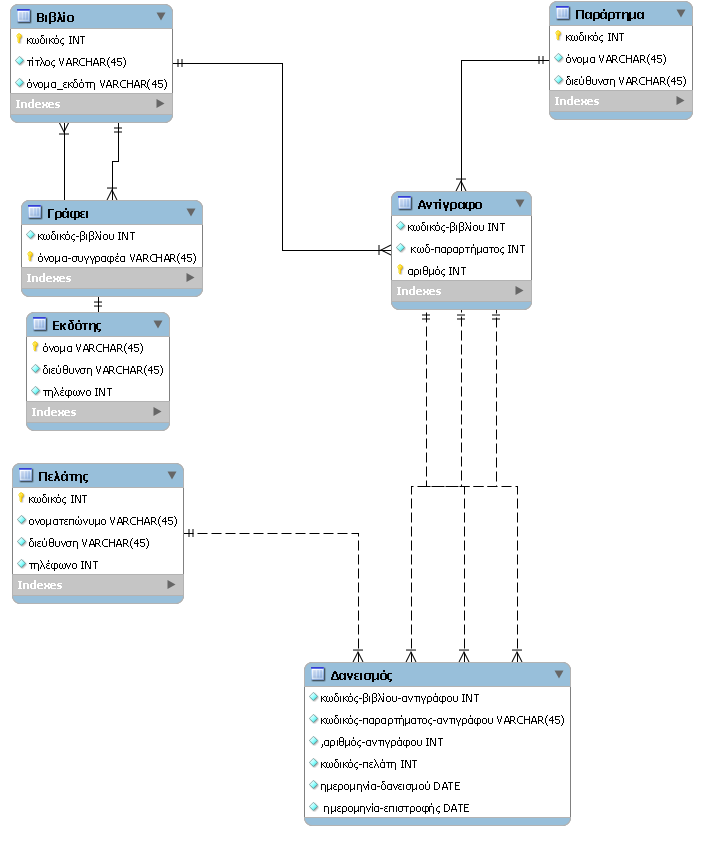 Βιβλίο
κωδικός INT
τίτλος VARCHAR(45)
όνομα_εκδότη VARCHAR(45)
Indexes
Παράρτημα
κωδικός INT
όνομα VARCHAR(45)
διεύθυνση VARCHAR(45)
Indexes
Γράφει
κωδικός-βιβλίου INT
όνομα-συγγραφέα VARCHAR(45)
Indexes
Αντίγραφο
κωδικός-βιβλίου INT
κωδ-παραρτήματος INT
αριθμός INT
Indexes
Εκδότης
όνομα VARCHAR(45)
διεύθυνση VARCHAR(45)
τηλέφωνο INT
Indexes
Πελάτης
κωδικός INT
ονοματεπώνυμο VARCHAR(45)
διεύθυνση VARCHAR(45)
τηλέφωνο INT
Indexes
Δανεισμός
κωδικός-βιβλίου-αντιγράφου INT
κωδικός-παραρτήματος-αντιγράφου VARCHAR(45)
,αριθμός-αντιγράφου INT
κωδικός-πελάτη INT
ημερομηνία-δανεισμού DATE
ημερομηνία-επιστροφής DATE